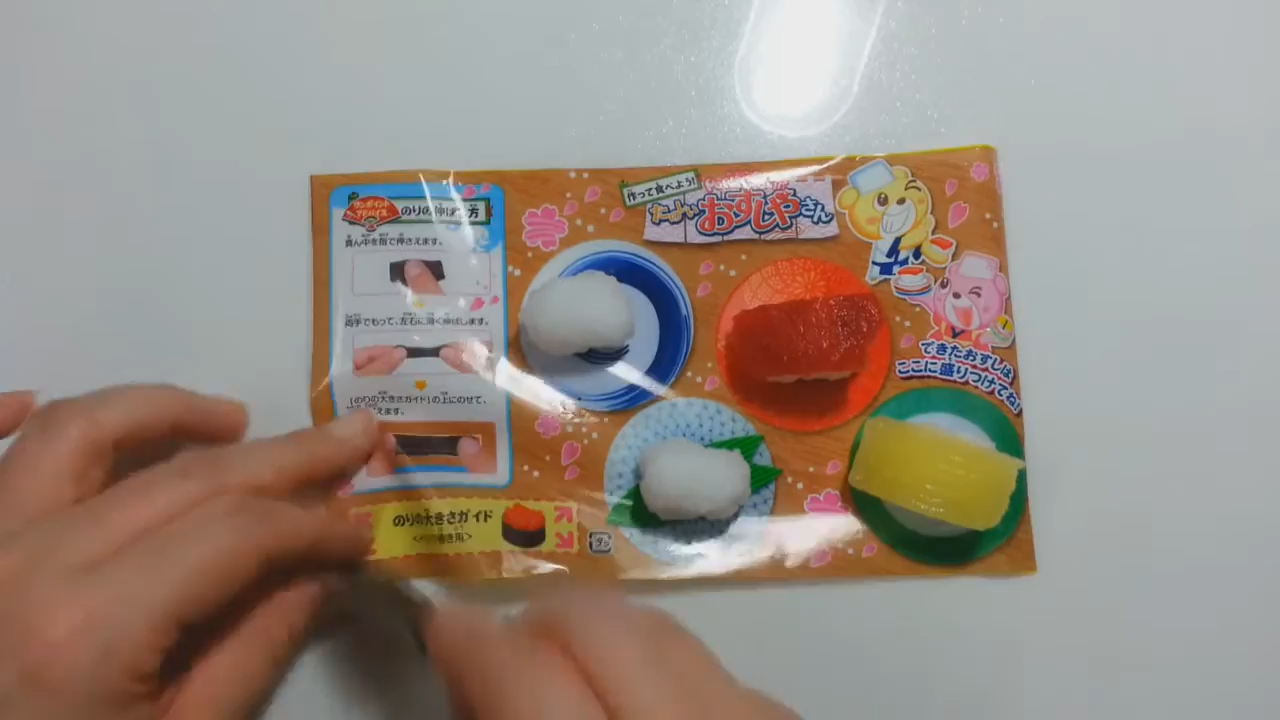 ワンポイント
アドバイス
のりの伸ばし方
真ん中を指で押さえます。
両手でもって、左右に薄く伸ばします。
[のりの大きさガイド]の上にのせて、
えます。
のりの大きさガイド
作って食べよう!
たのしい
おすしやさん
できたおすしは
ここに盛りつけてね!
プラ